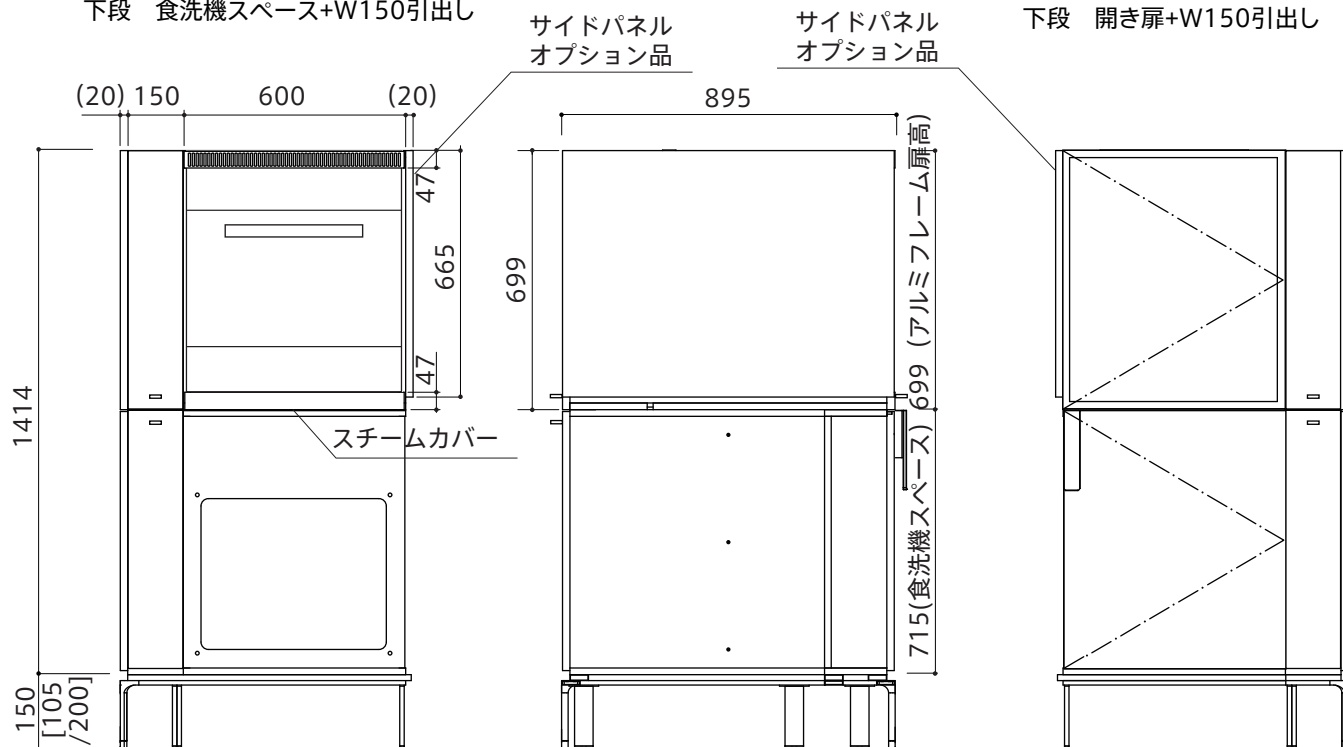 下段　食洗機スペース+W150引出し
サイドパネル
オプション品
サイドパネル
オプション品
下段　開き扉+W150引出し
(20)
150
600
(20)
895
47
665
47
699
699 (アルミフレーム扉高)
1414
スチームカバー
715(食洗機スペース)
150
[105
/200]